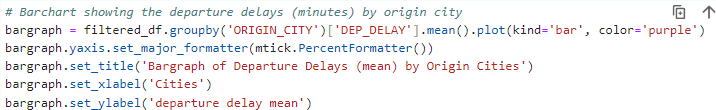 # Barchart showing the departure delays (minutes) by origin city
bargraph = filtered_df.groupby('ORIGIN_CITY')['DEP_DELAY'].mean().plot(kind='bar', color='purple')
bargraph.yaxis.set_major_formatter(mtick.PercentFormatter())
bargraph.set_title('Bargraph of Departure Delays (mean) by Origin Cities')
bargraph.set_xlabel('Cities')
bargraph.set_ylabel('departure delay mean')